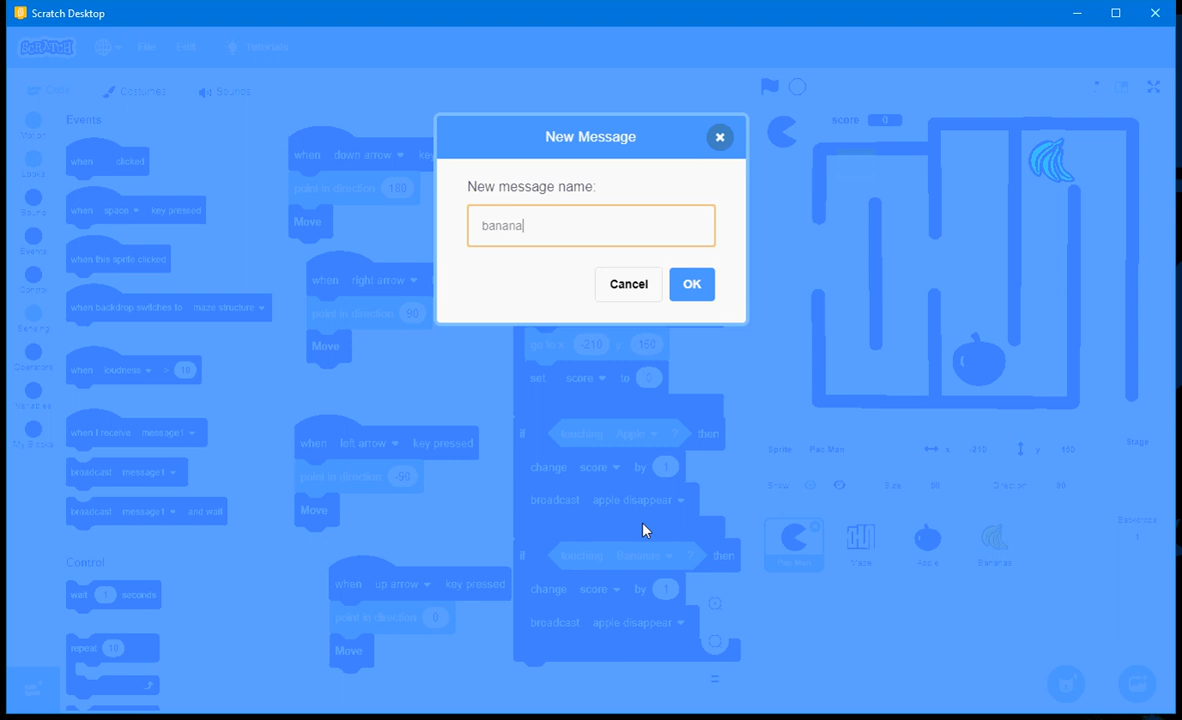 Scratch Desktop
SCRATCH File Edit Tutorials
Code Costumes Sounds
Motion
Looks
Sound
Events
Control
Sensing
Operators
Variables
My Blocks
Events
when clicked
when space key pressed
when this sprite clicked
when backdrop switches to maze structure
when loudness > 10
when I receive message1
broadcast message1
broadcast message1 and wait
Control
wait 1 seconds
repeat 10
when down arrow key
point in direction 180
Move
when right arrow
point in direction 90
Move
when left arrow key pressed
point in direction -90
Move
when up arrow key pressed
point in direction 0
Move
New Message
New message name:
banana
Cancel OK
go to x: -210 y: 160
set score to 0
if touching Apple ? then
change score by 1
broadcast apple disappear
if touching Bananas ? then
change score by 1
broadcast apple disappear
score 0
Sprite Pac Man x -210 y 160
Show Size 50 Direction 90
Stage
Backdrops
1
Pac Man Maze Apple Bananas